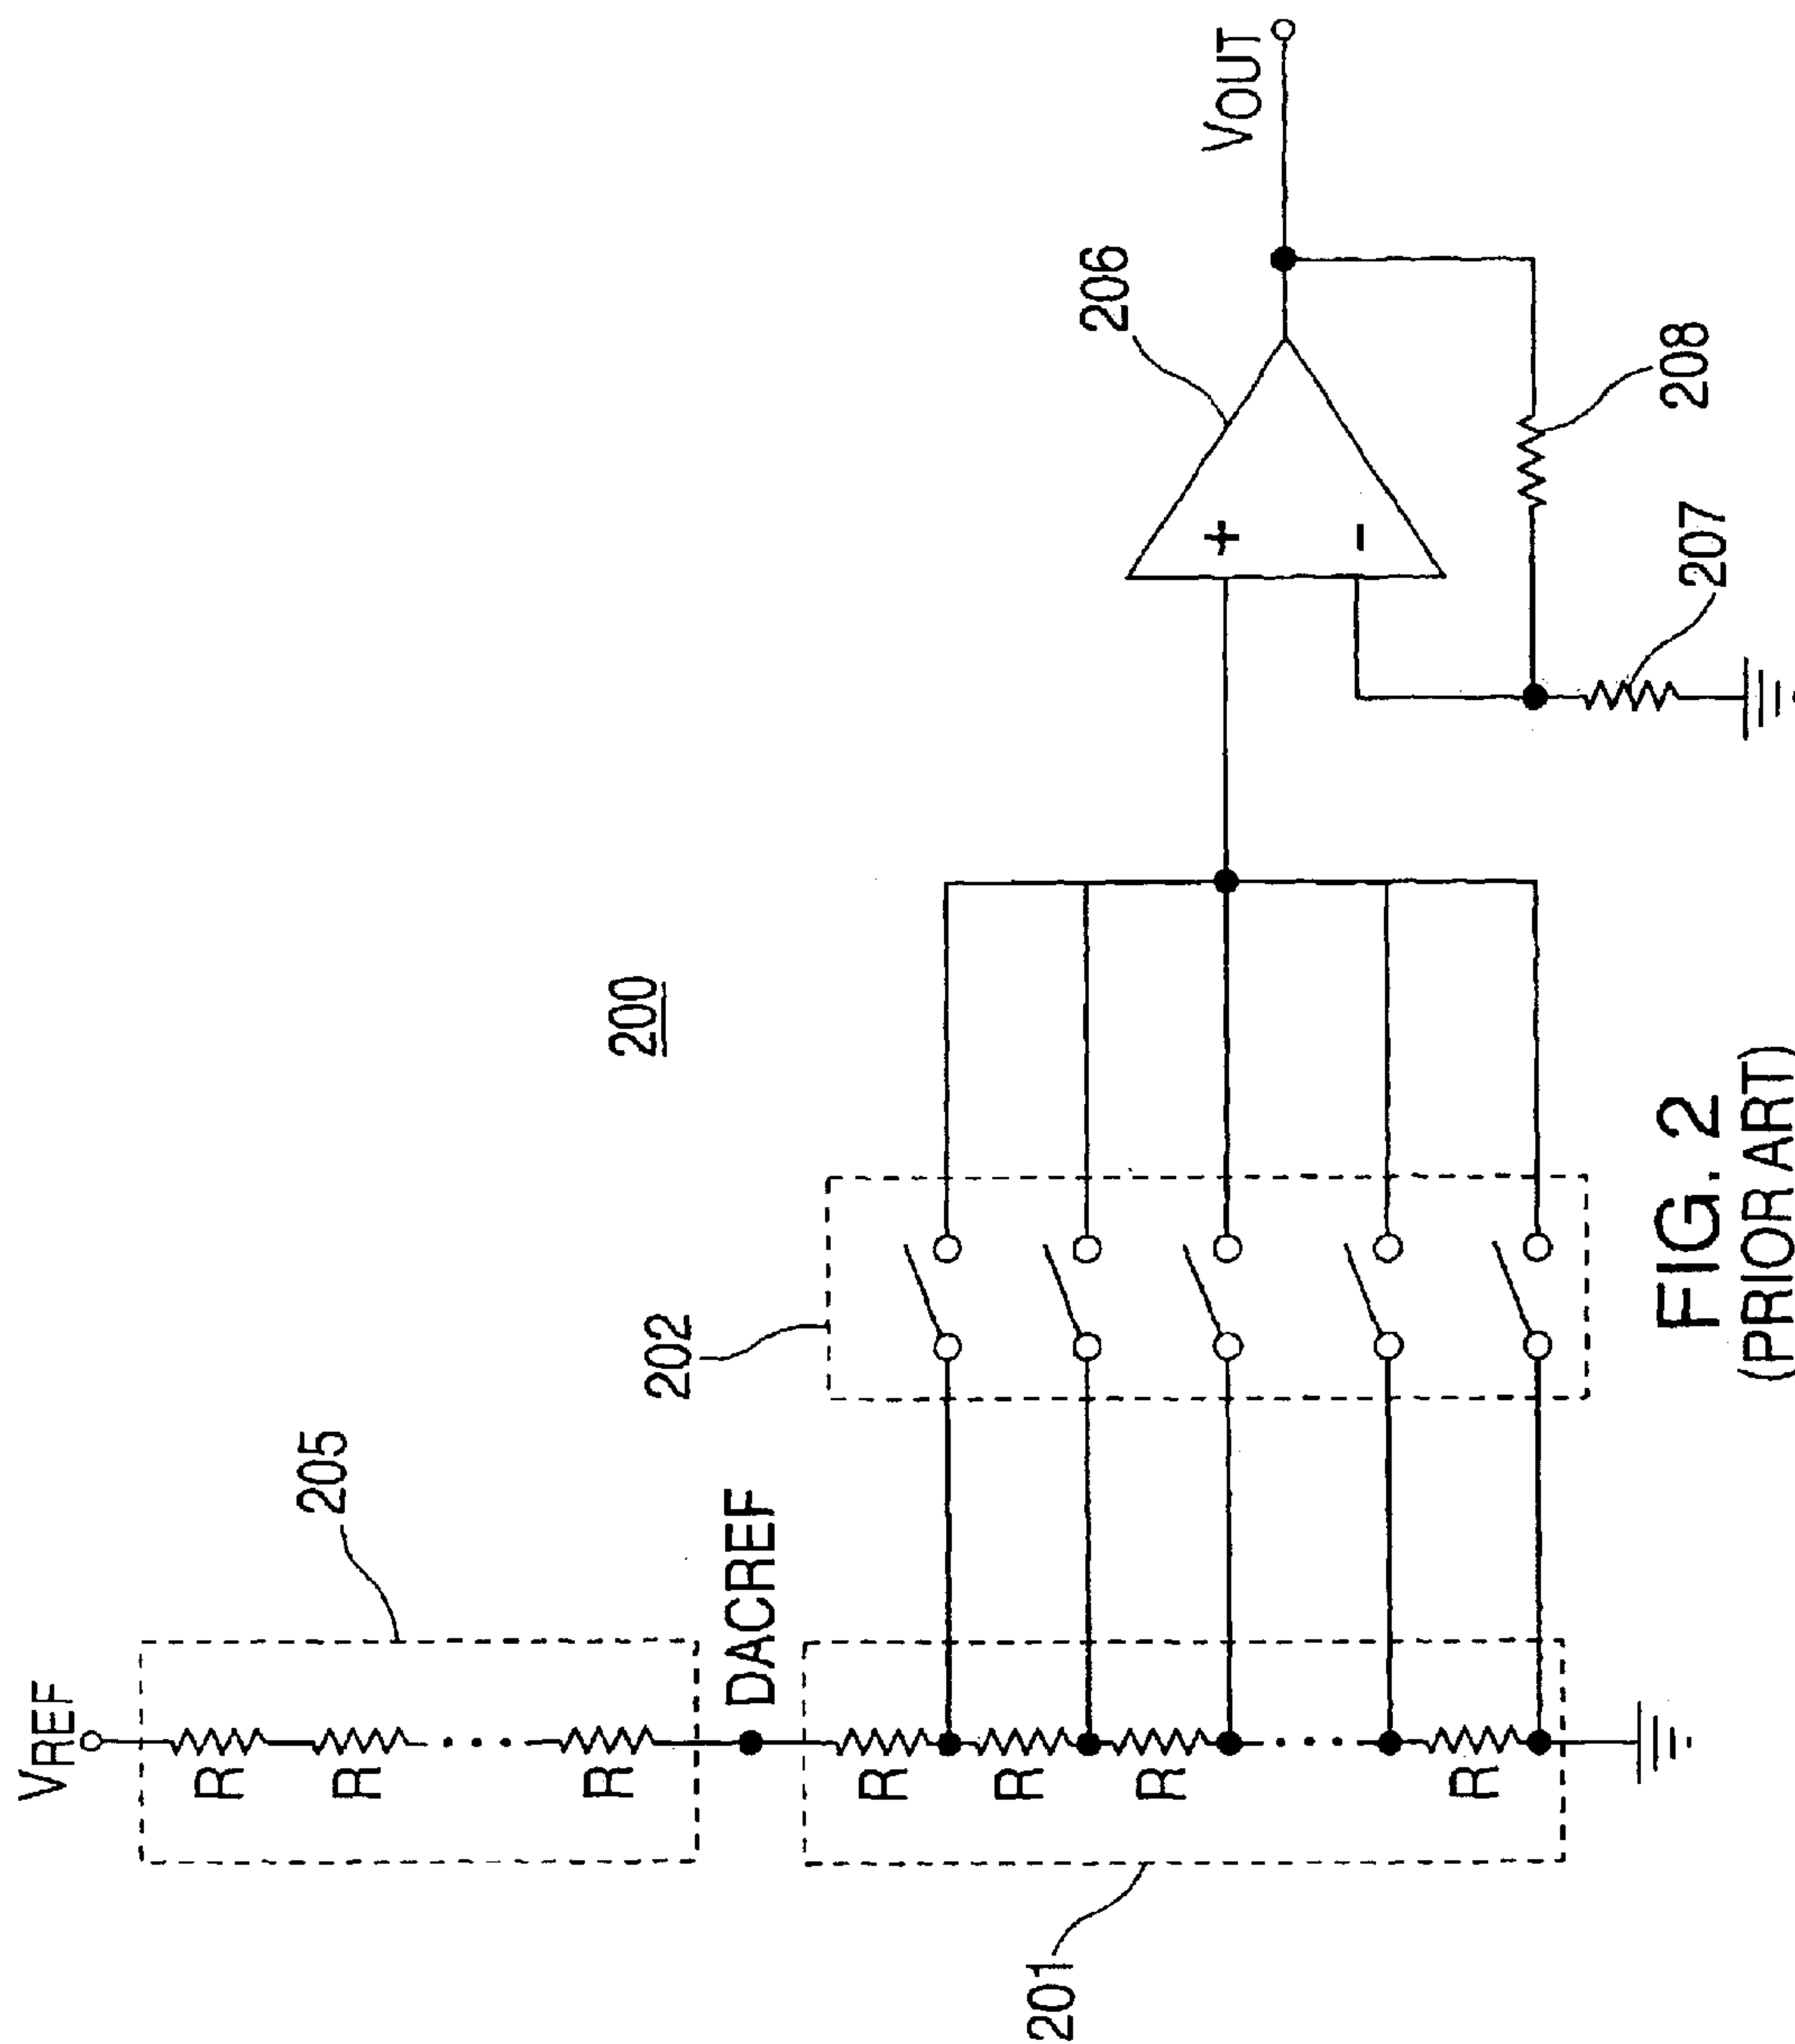 VREF
205
R
R
R
DACREF
201
R
R
R
R
202
200
206
+
-
VOUT
207
208
FIG. 2
(PRIOR ART)